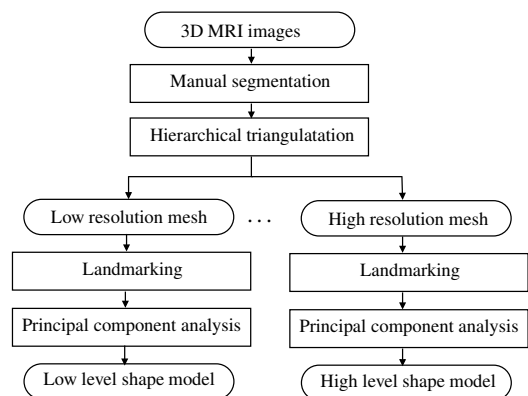 3D MRI images
Manual segmentation
Hierarchical triangulatation
Low resolution mesh
...
High resolution mesh
Landmarking
Landmarking
Principal component analysis
Principal component analysis
Low level shape model
High level shape model